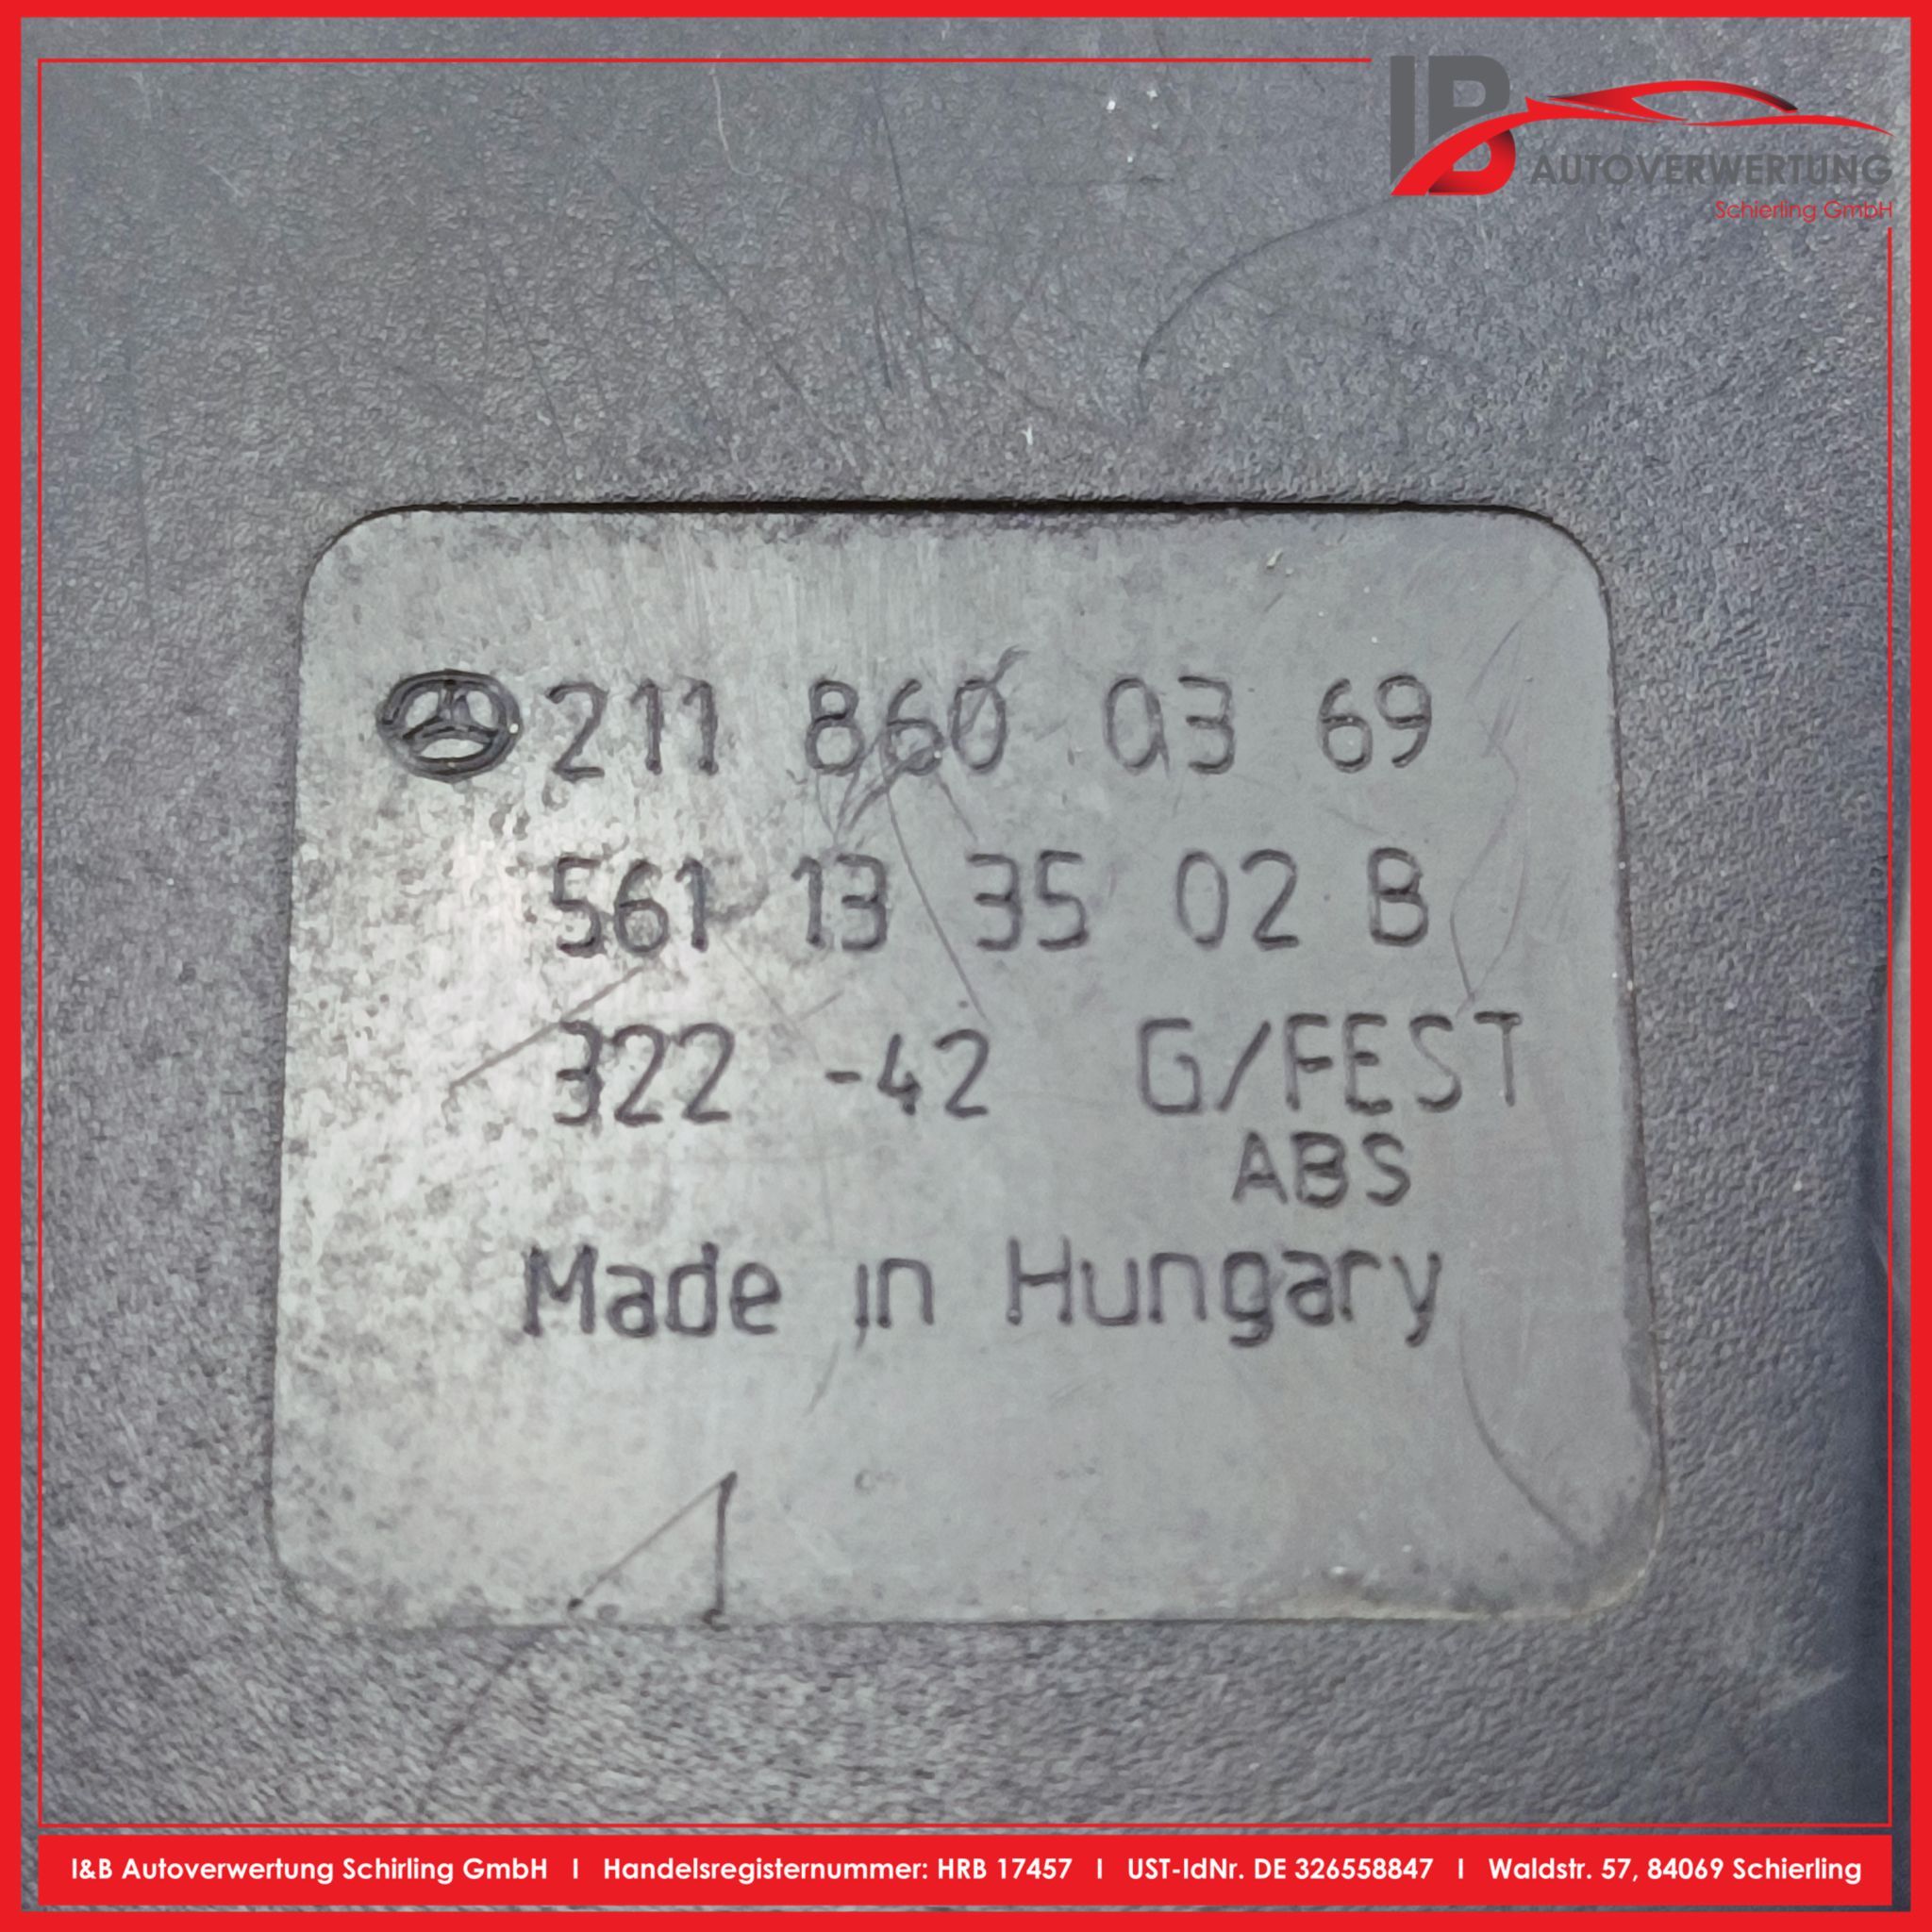 IB
AUTOVERWERTUNG
Schierling GmbH
211 860 03 69
561 13 35 02 B
322 -42 G/FEST
ABS
Made in Hungary
1
I&B Autoverwertung Schirling GmbH I Handelsregisternummer: HRB 17457 I UST-IdNr. DE 326558847 I Waldstr. 57, 84069 Schierling